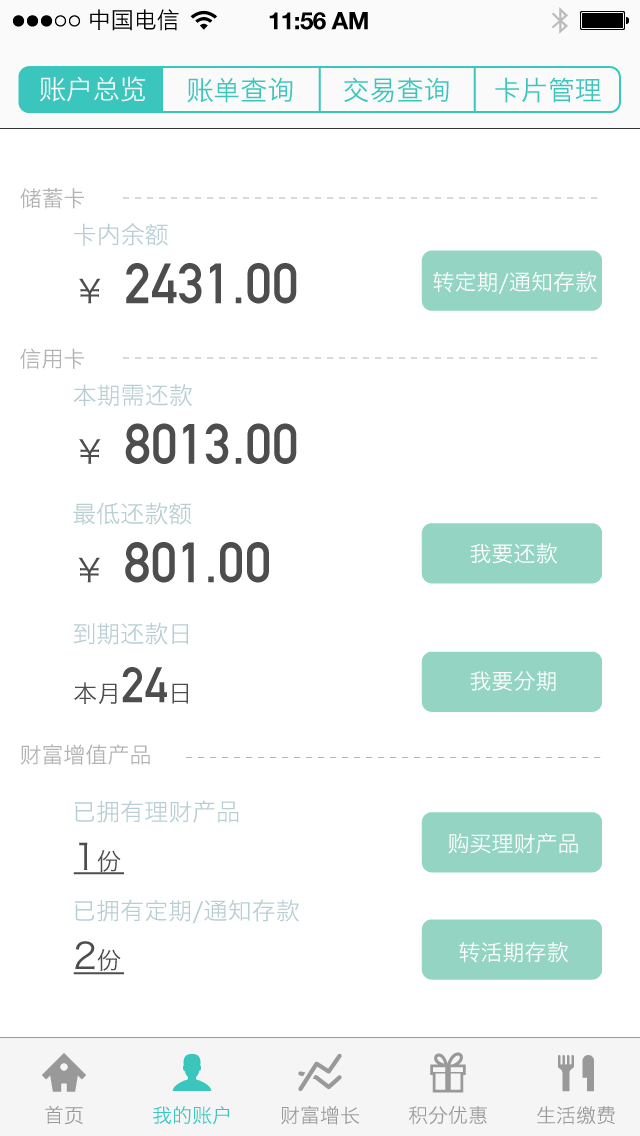 中国电信 11:56 AM
账户总览 账单查询 交易查询 卡片管理
储蓄卡
卡内余额
¥ 2431.00 转定期/通知存款
信用卡
本期需还款
¥ 8013.00
最低还款额
¥ 801.00 我要还款
到期还款日
本月24日 我要分期
财富增值产品
已拥有理财产品
1份 购买理财产品
已拥有定期/通知存款
2份 转活期存款
首页 我的账户 财富增长 积分优惠 生活缴费